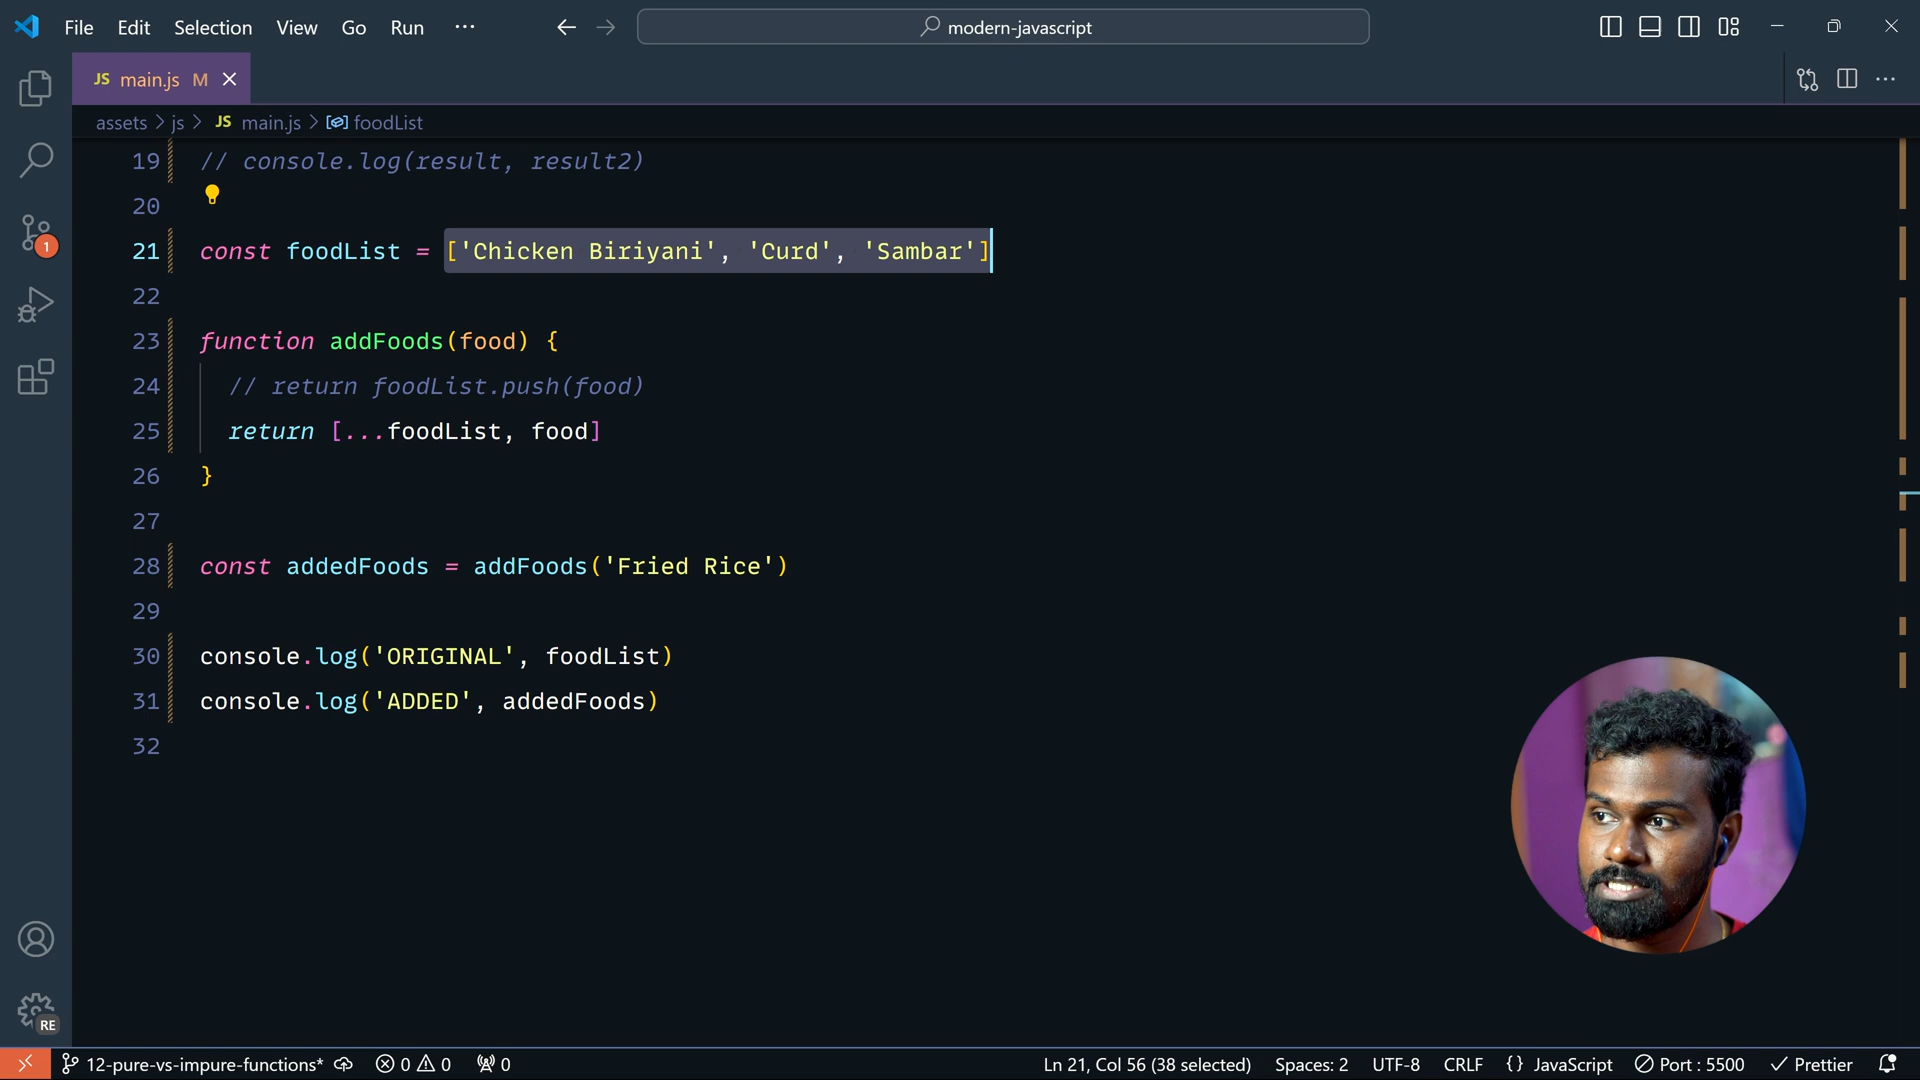 File Edit Selection View Go Run ···
modern-javascript
JS main.js M
assets > js > JS main.js > foodList
19 // console.log(result, result2)
20
21 const foodList = ['Chicken Biriyani', 'Curd', 'Sambar']
22
23 function addFoods(food) {
24 // return foodList.push(food)
25 return [...foodList, food]
26 }
27
28 const addedFoods = addFoods('Fried Rice')
29
30 console.log('ORIGINAL', foodList)
31 console.log('ADDED', addedFoods)
32
1
RE
12-pure-vs-impure-functions* 0 0 0 Ln 21, Col 56 (38 selected) Spaces: 2 UTF-8 CRLF {} JavaScript Port : 5500 Prettier